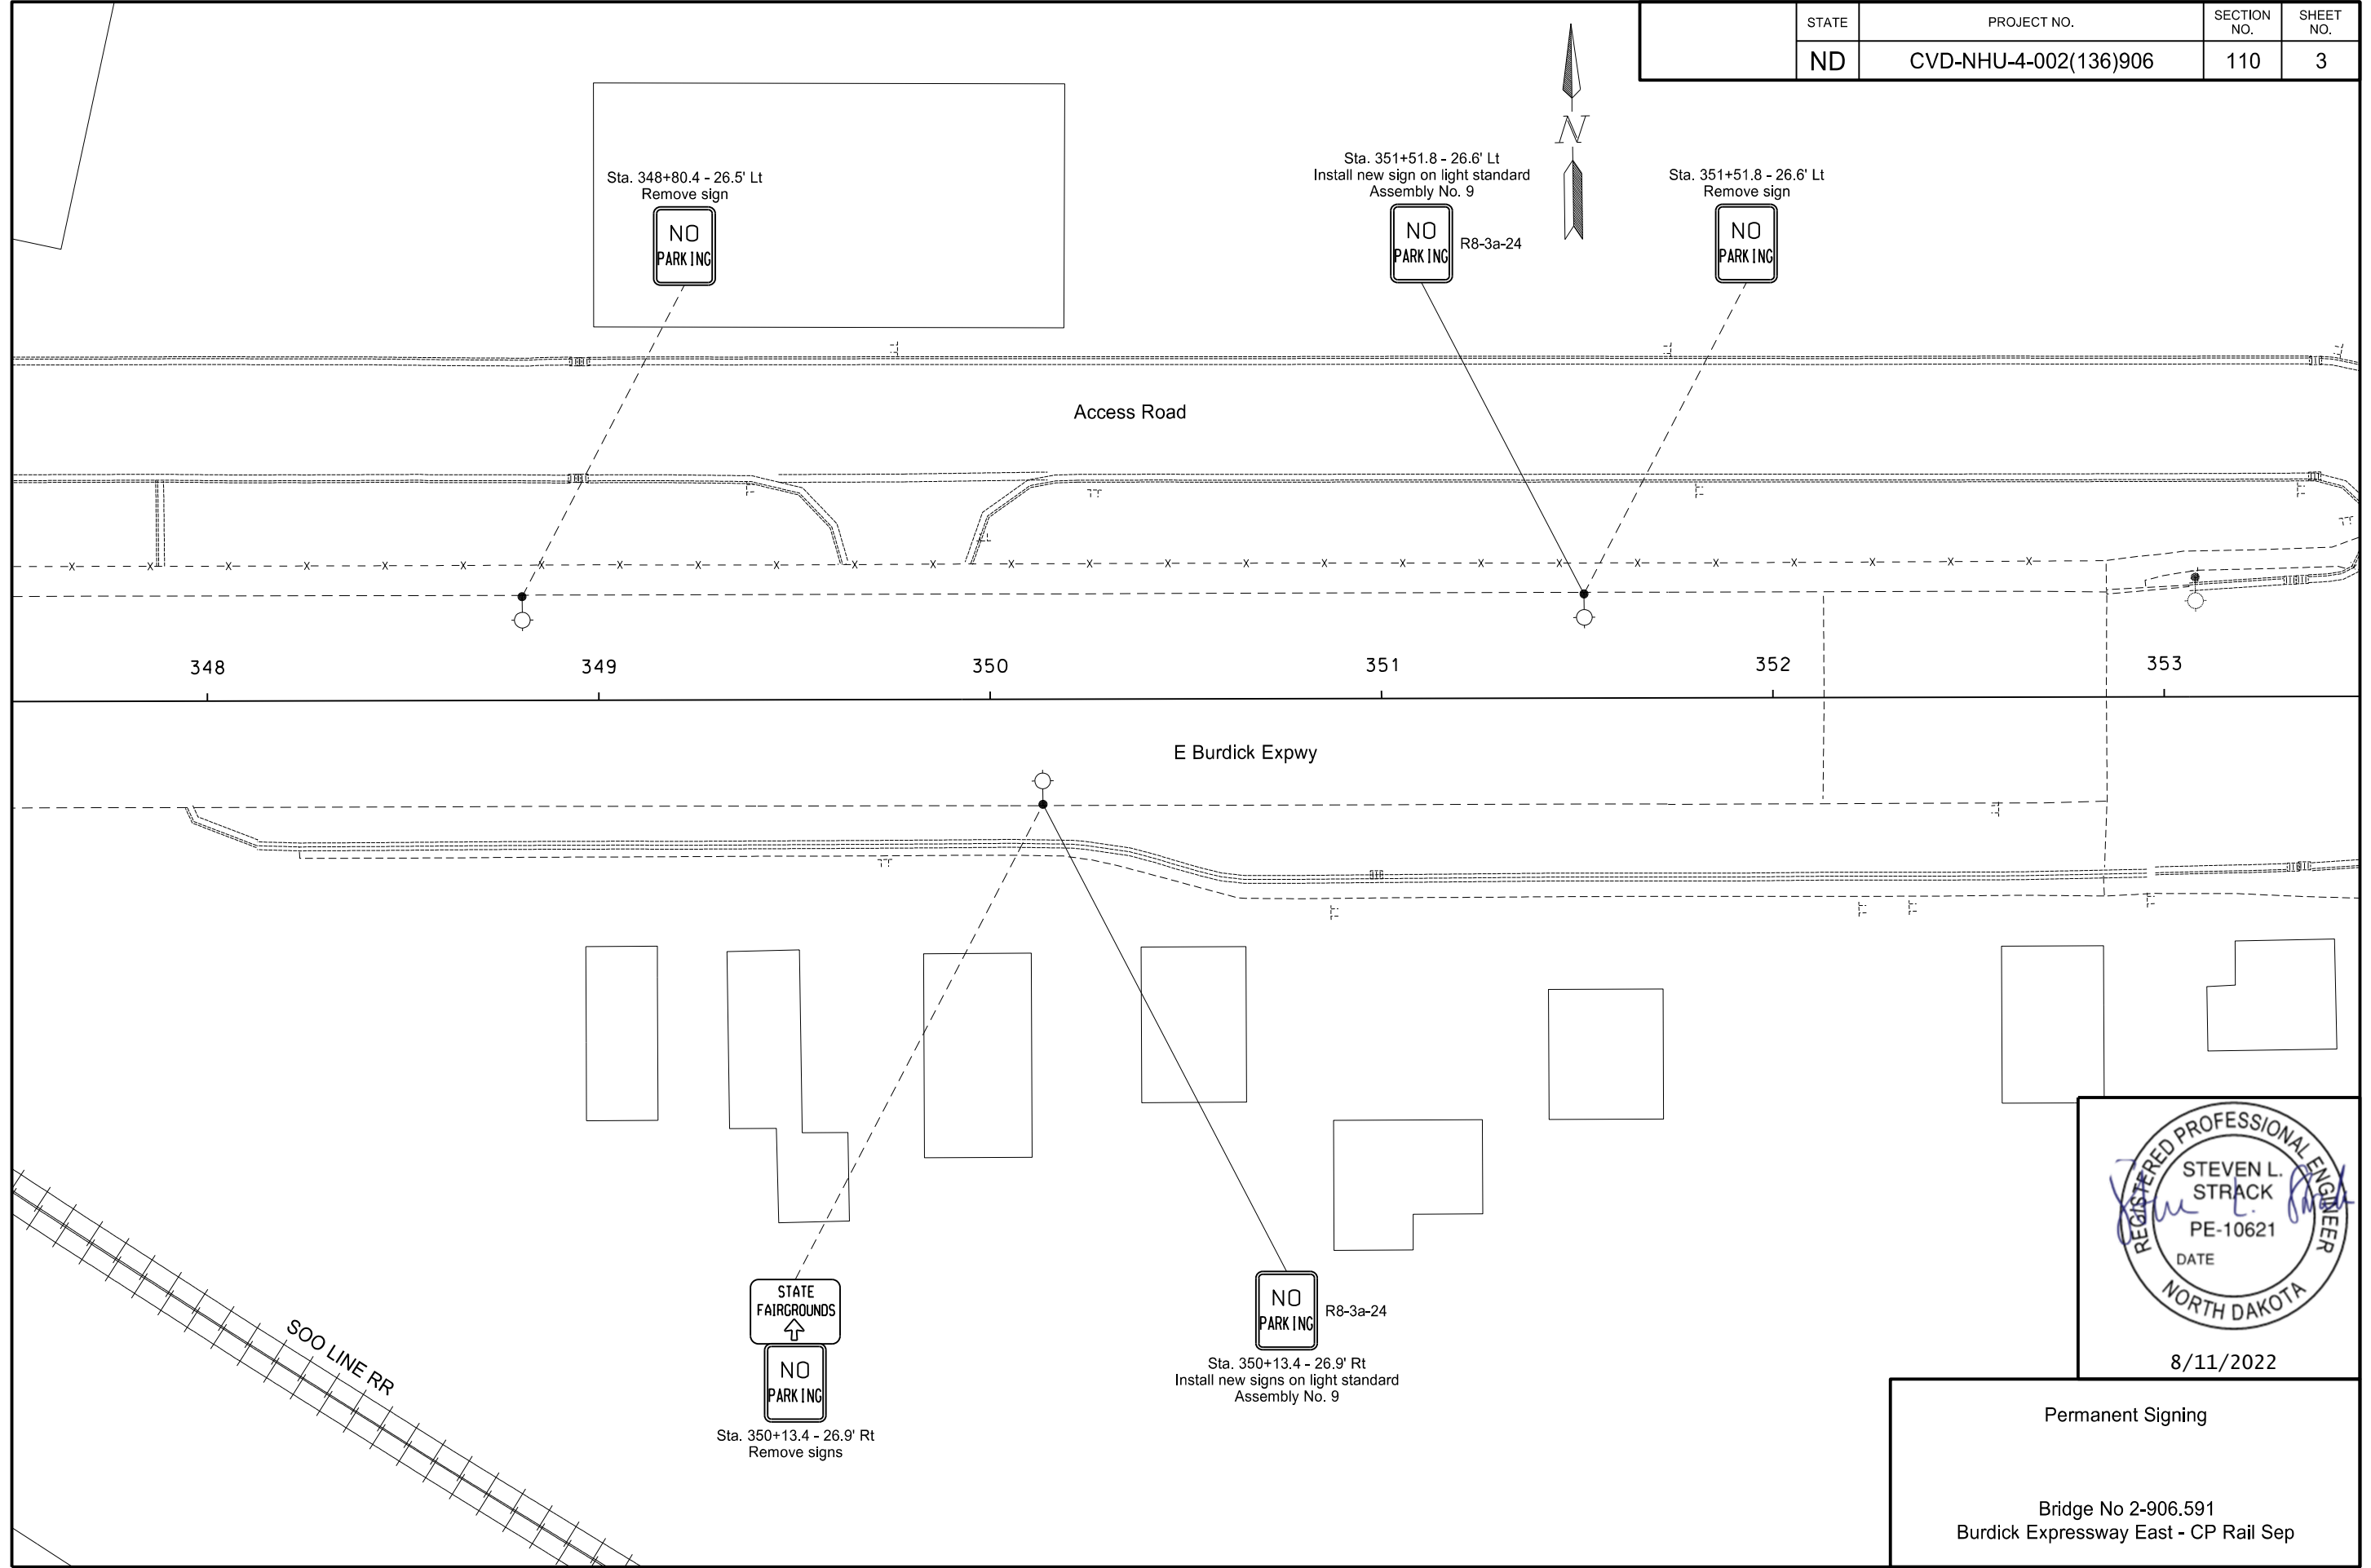 STATE
PROJECT NO.
SECTION NO.
SHEET NO.
ND
CVD-NHU-4-002(136)906
110
3
N
Sta. 348+80.4 - 26.5' Lt
Remove sign
NO
PARKING
Sta. 351+51.8 - 26.6' Lt
Install new sign on light standard
Assembly No. 9
NO
PARKING
R8-3a-24
Sta. 351+51.8 - 26.6' Lt
Remove sign
NO
PARKING
Access Road
348
349
350
351
352
353
E Burdick Expwy
SOO LINE RR
STATE
FAIRGROUNDS
NO
PARKING
Sta. 350+13.4 - 26.9' Rt
Remove signs
NO
PARKING
R8-3a-24
Sta. 350+13.4 - 26.9' Rt
Install new signs on light standard
Assembly No. 9
REGISTERED PROFESSIONAL ENGINEER
STEVEN L.
STRACK
PE-10621
DATE
NORTH DAKOTA
8/11/2022
Permanent Signing
Bridge No 2-906.591
Burdick Expressway East - CP Rail Sep